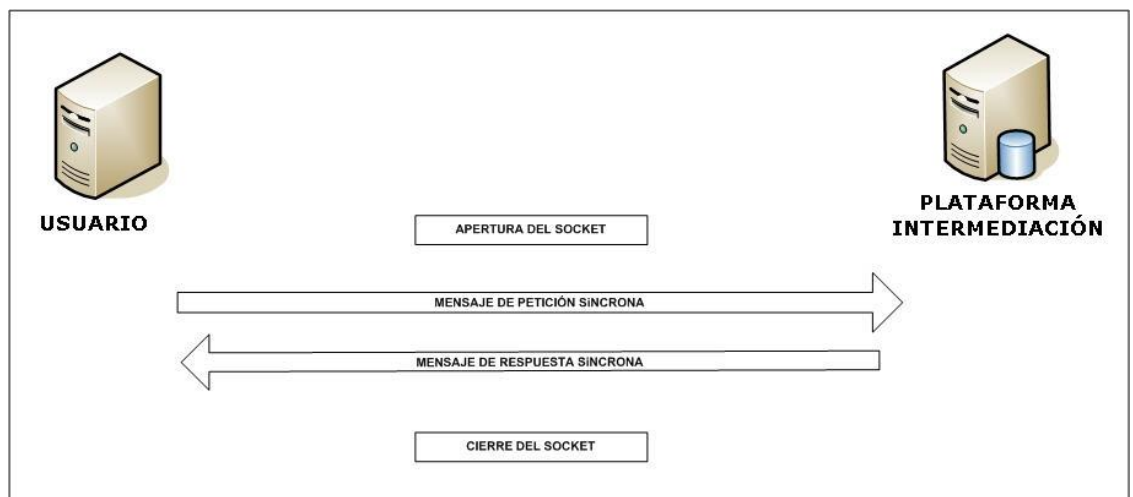 USUARIO
PLATAFORMA
INTERMEDIACIÓN
APERTURA DEL SOCKET
MENSAJE DE PETICIÓN SíNCRONA
MENSAJE DE RESPUESTA SíNCRONA
CIERRE DEL SOCKET